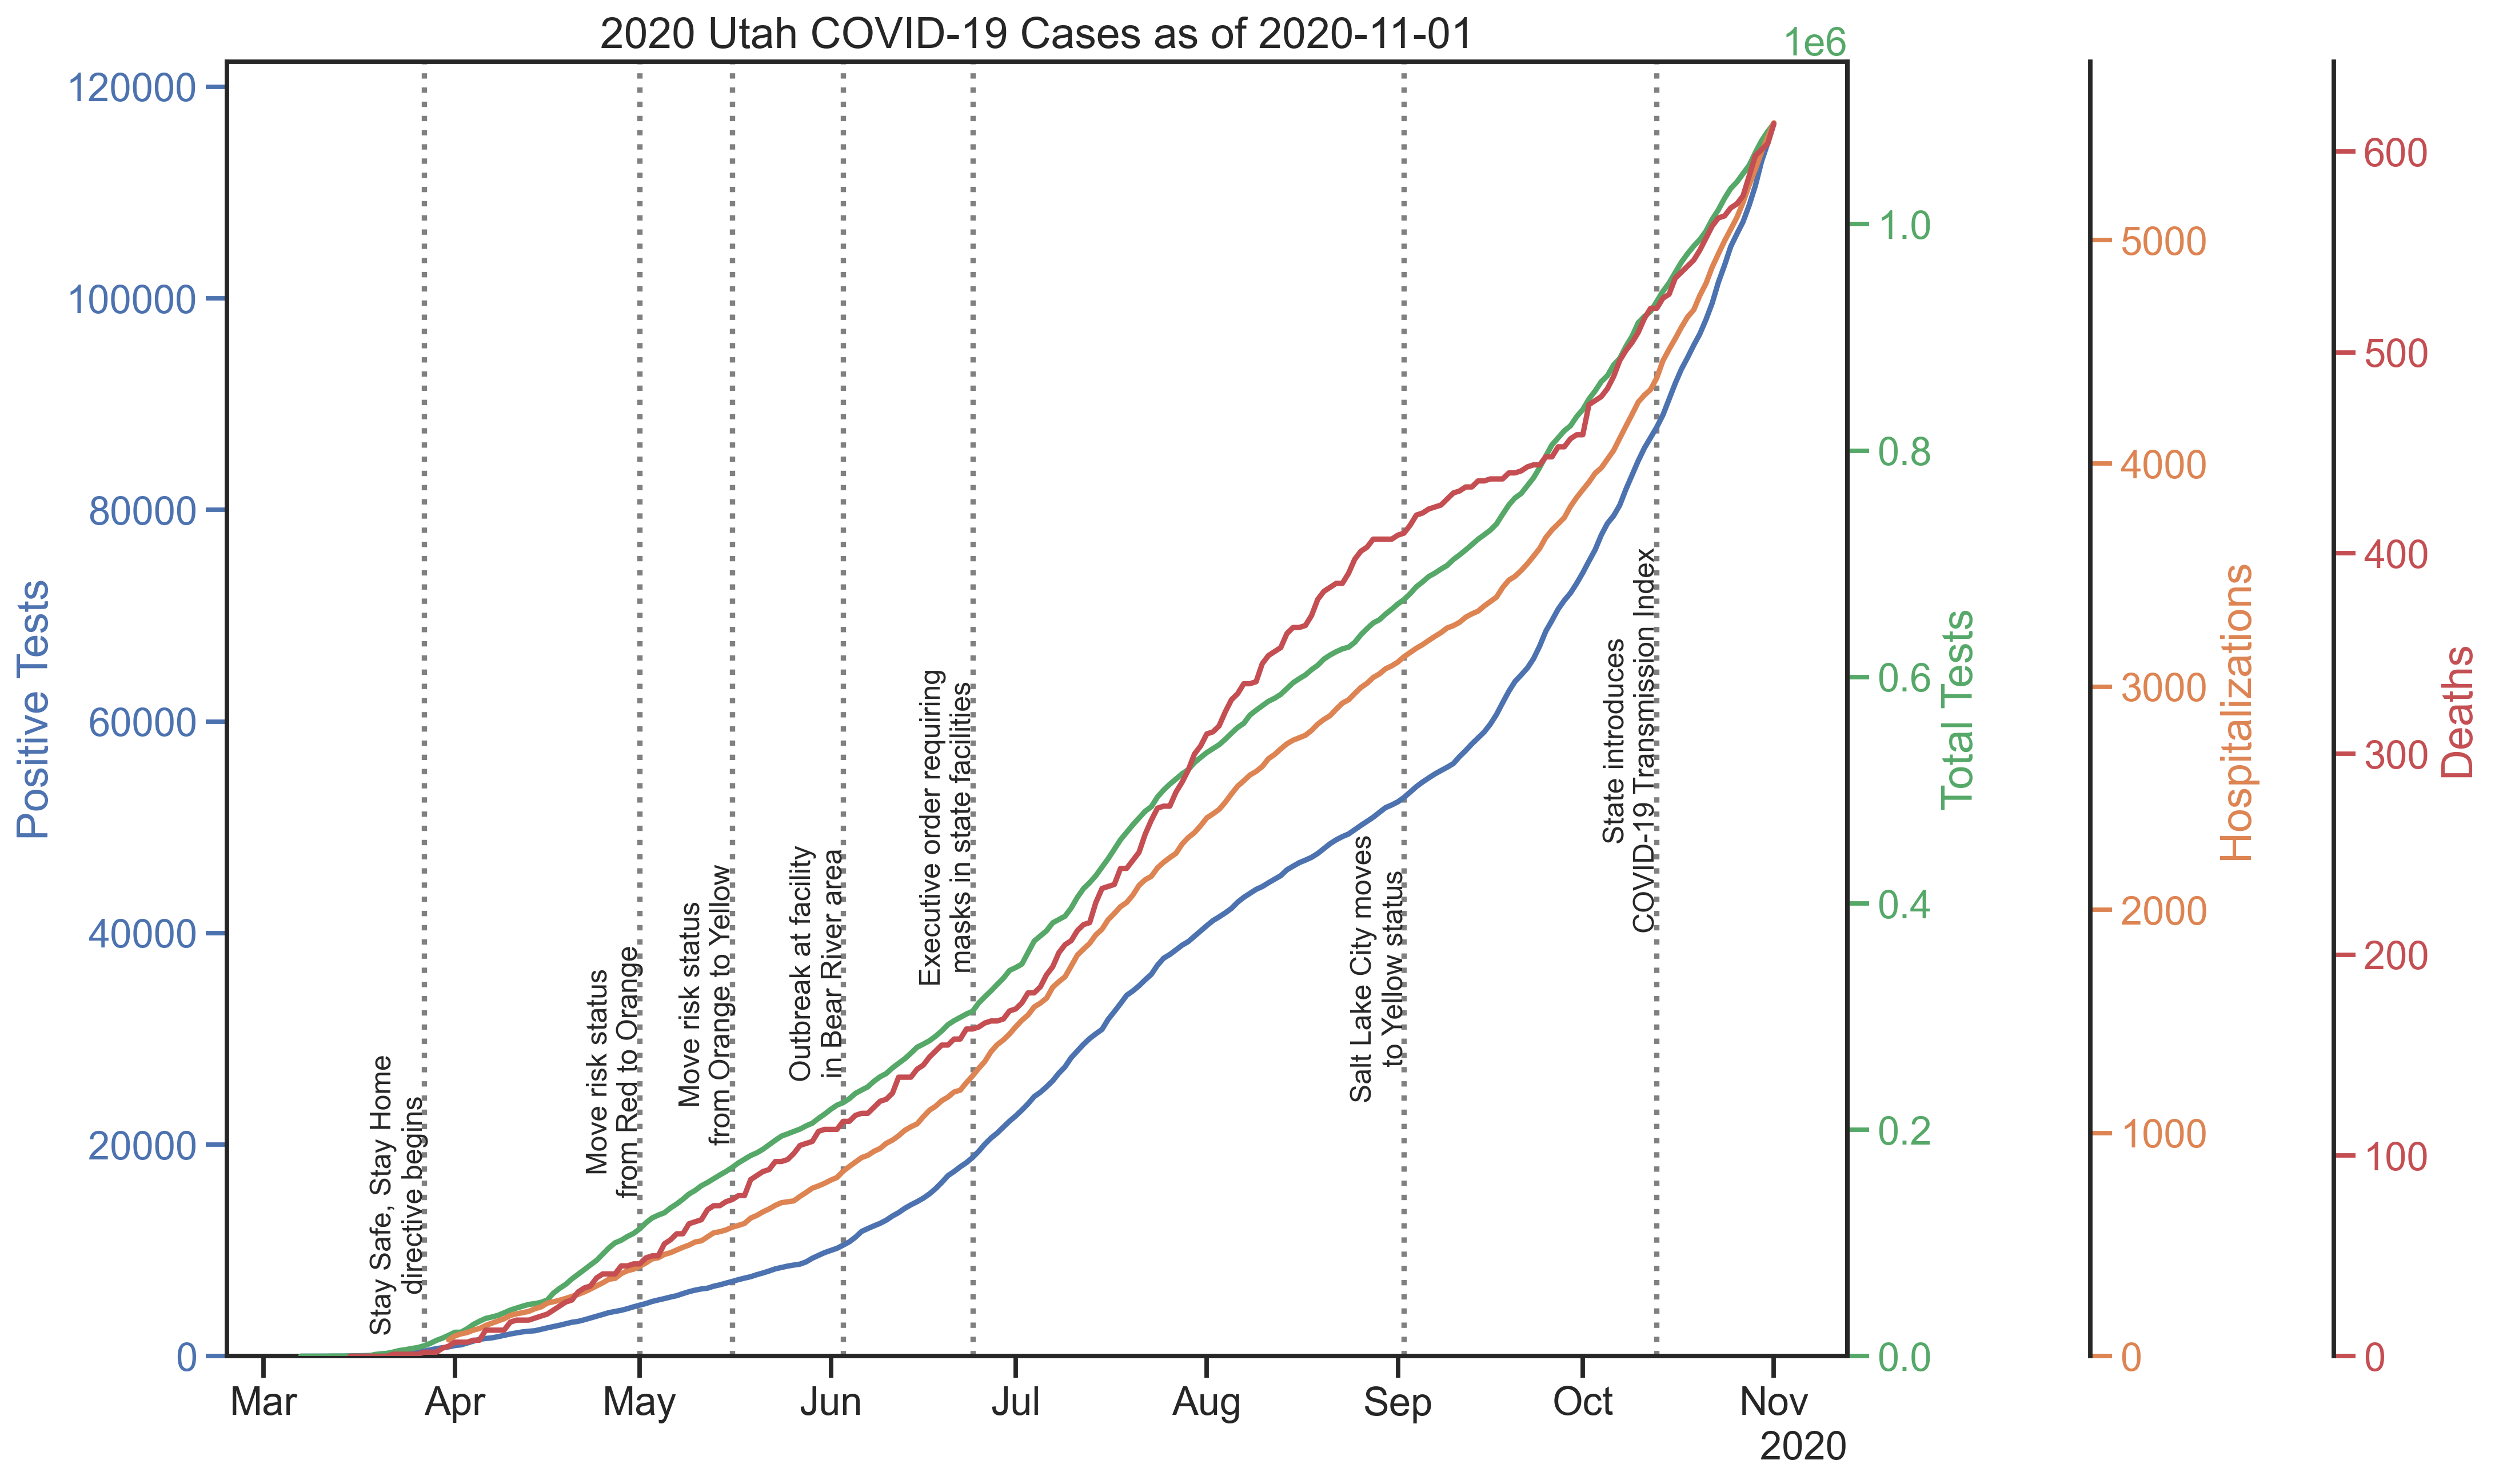 2020 Utah COVID-19 Cases as of 2020-11-01
1e6
120000
100000
80000
60000
40000
20000
0
Positive Tests
Stay Safe, Stay Home
directive begins
Move risk status
from Red to Orange
Move risk status
from Orange to Yellow
Outbreak at facility
in Bear River area
Executive order requiring
masks in state facilities
Salt Lake City moves
to Yellow status
State introduces
COVID-19 Transmission Index
Mar
Apr
May
Jun
Jul
Aug
Sep
Oct
Nov
2020
1.0
0.8
0.6
0.4
0.2
0.0
Total Tests
5000
4000
3000
2000
1000
0
Hospitalizations
600
500
400
300
200
100
0
Deaths